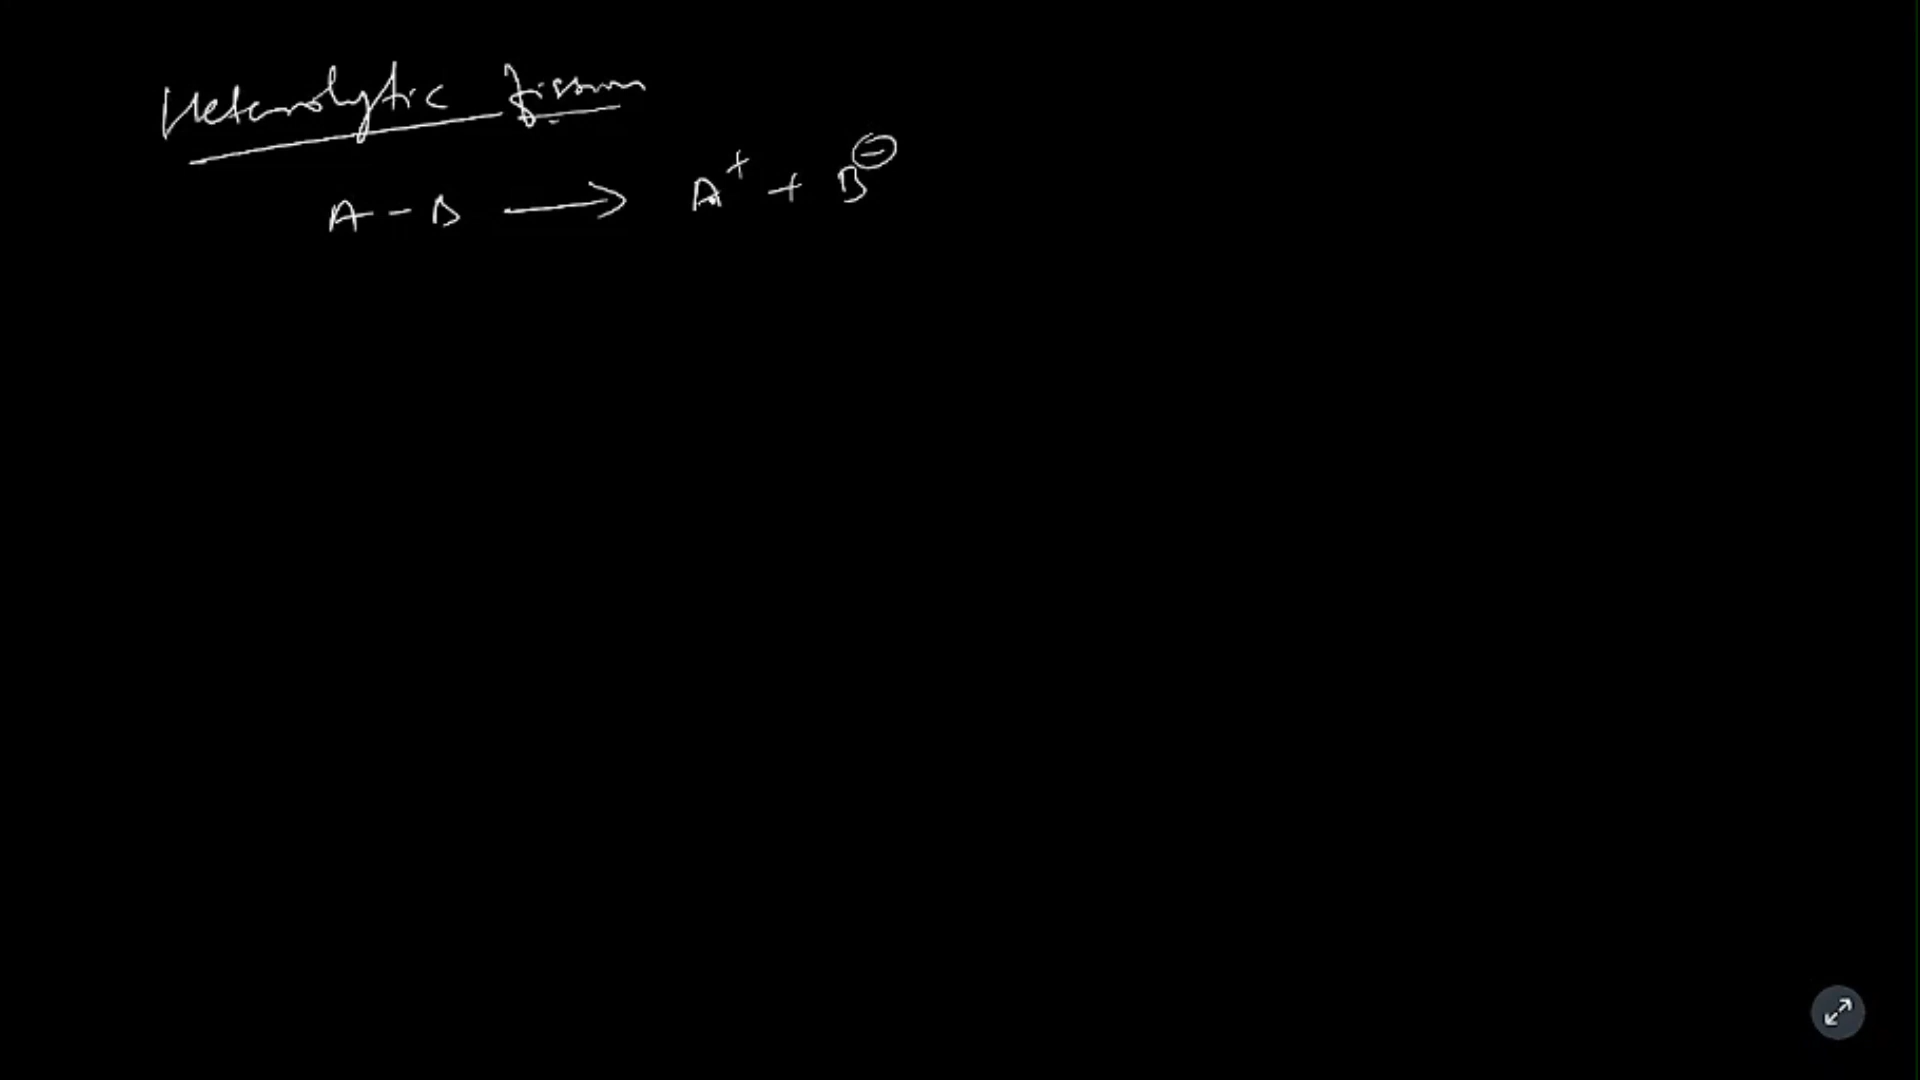 Heterolytic fission
A - B ⟶ A⁺ + B⊖